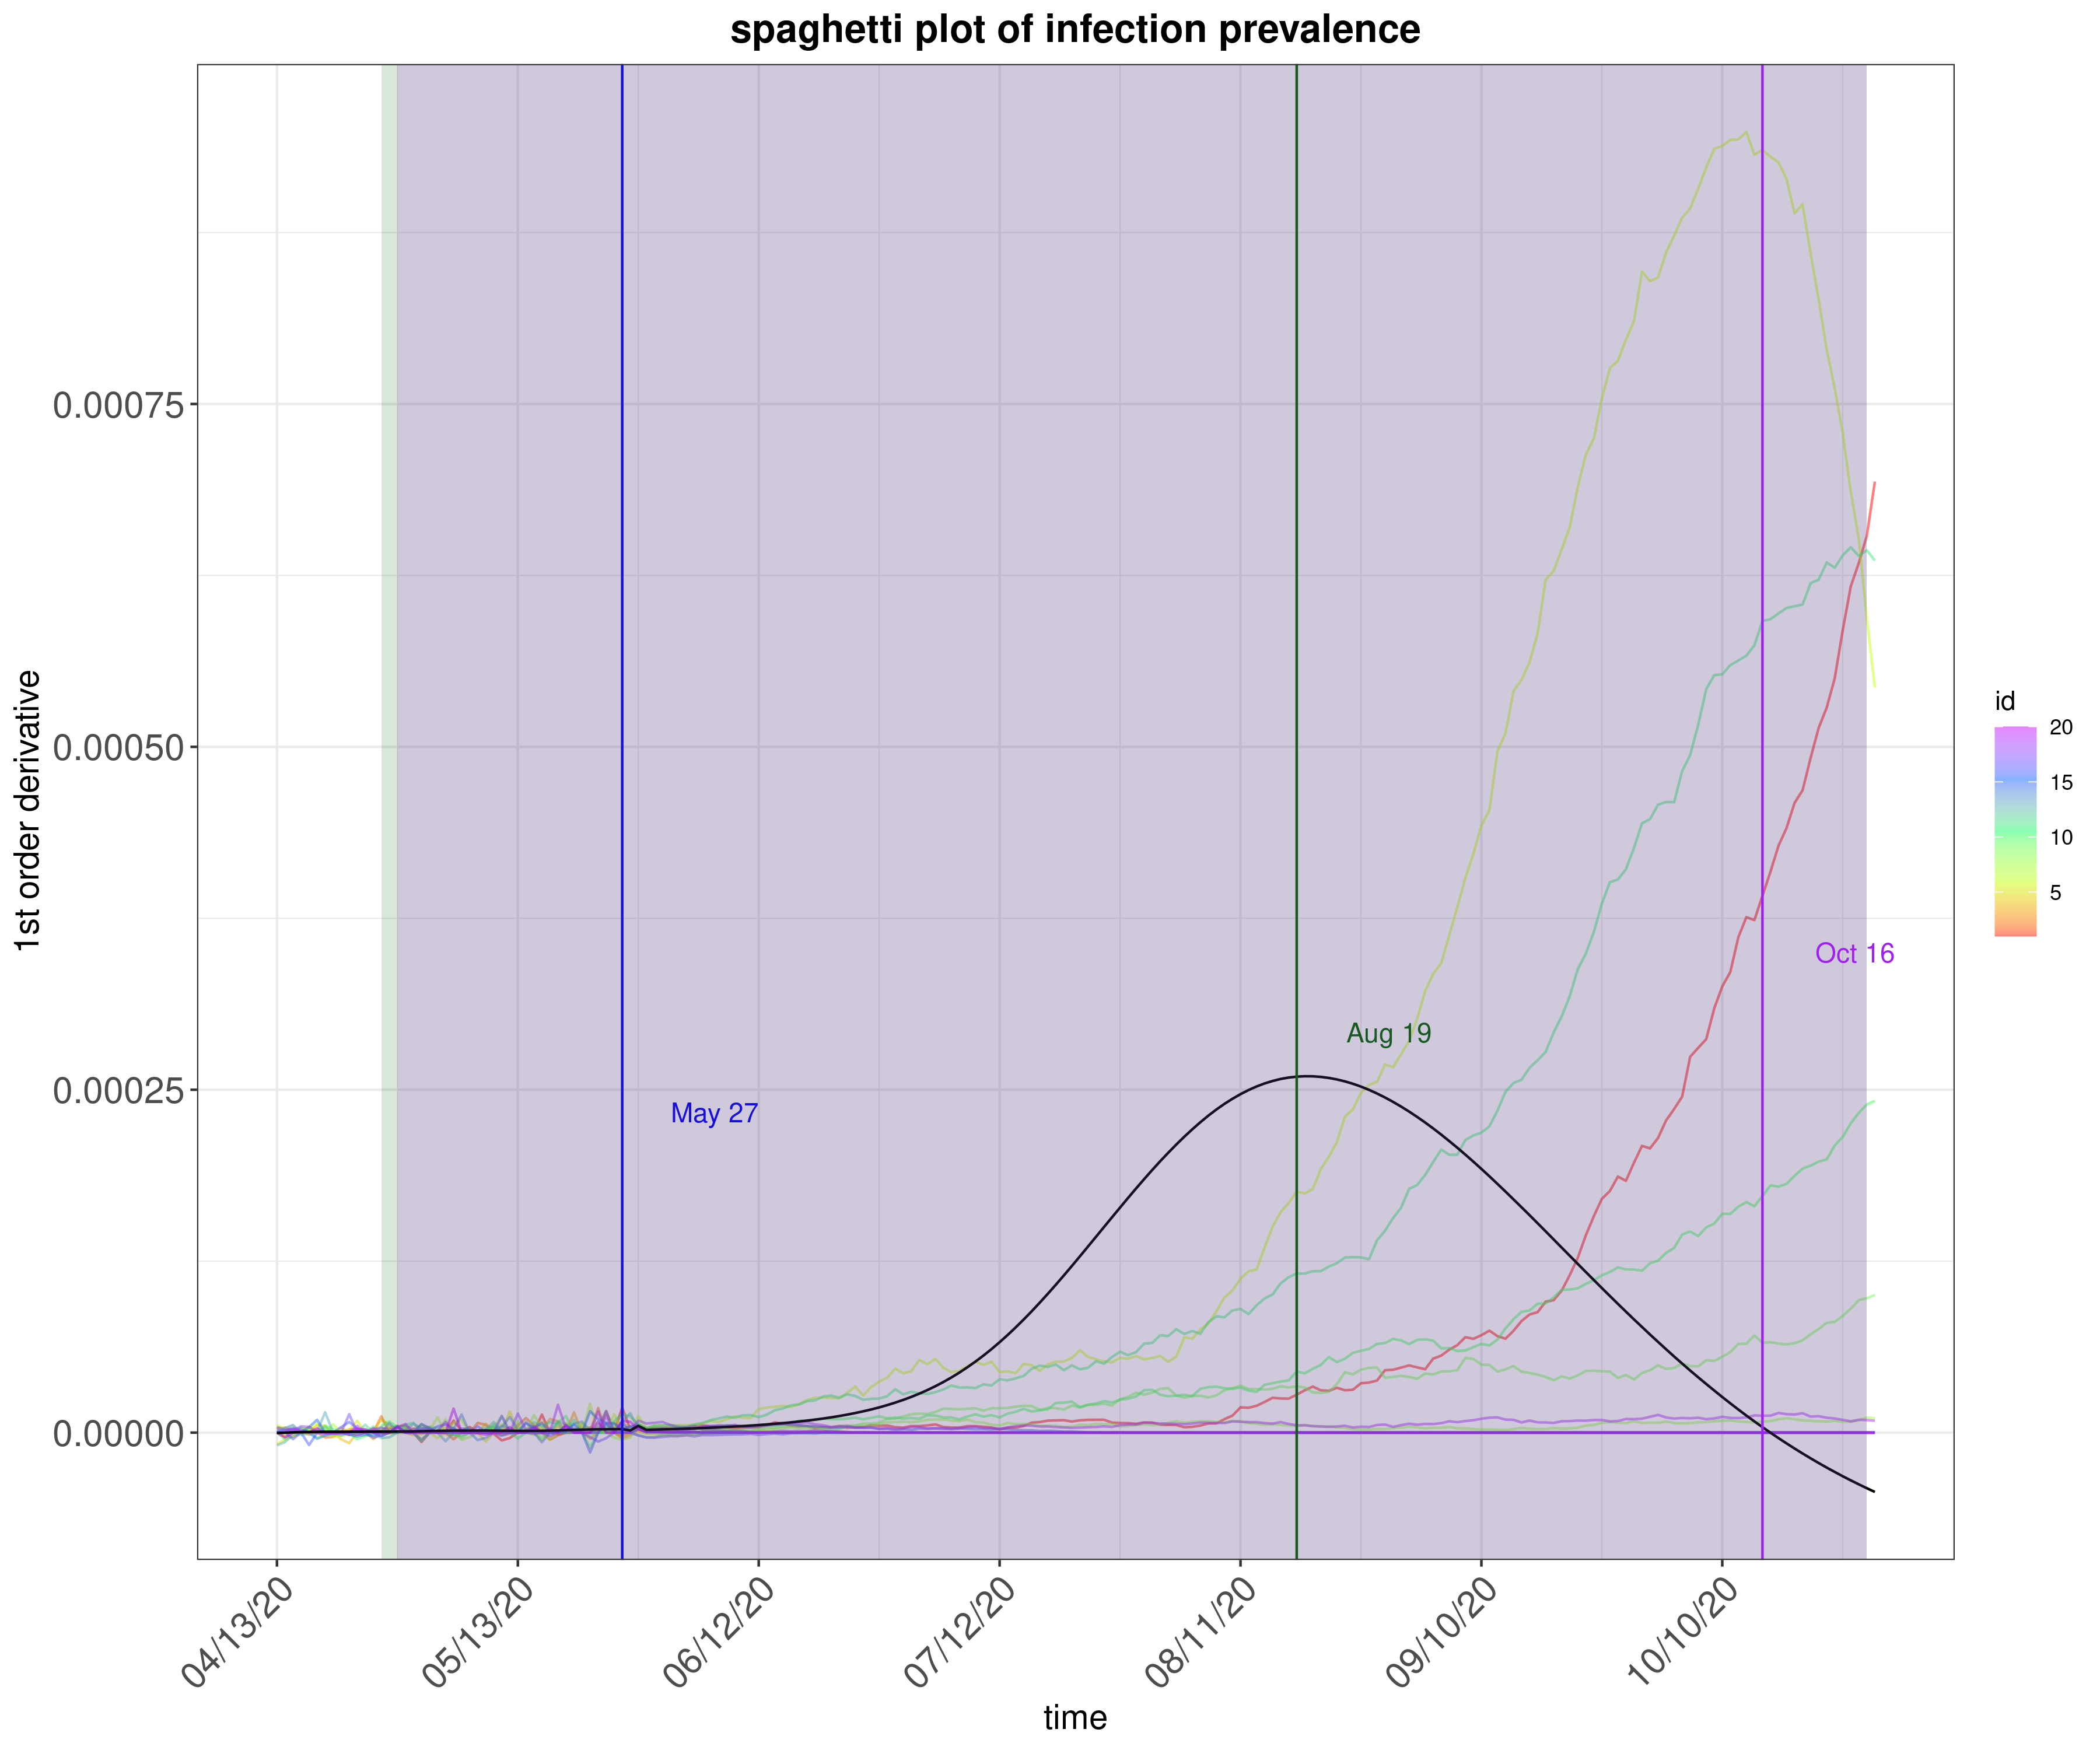 spaghetti plot of infection prevalence
1st order derivative
0.00075
0.00050
0.00025
0.00000
May 27
Aug 19
Oct 16
04/13/20
05/13/20
06/12/20
07/12/20
08/11/20
09/10/20
10/10/20
time
id
20
15
10
5